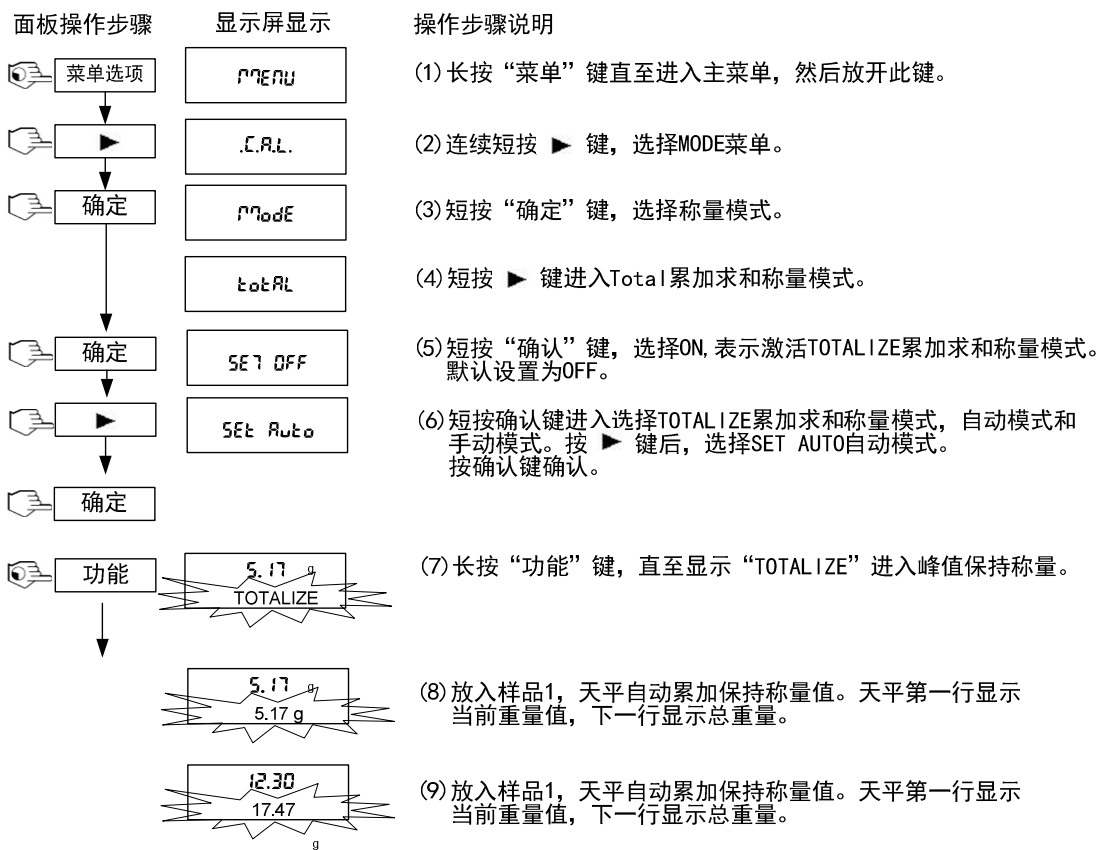 面板操作步骤 显示屏显示 操作步骤说明
菜单选项 MENU (1)长按“菜单”键直至进入主菜单，然后放开此键。
▶ .C.A.L. (2)连续短按 ▶ 键，选择MODE菜单。
确定 ModE (3)短按“确定”键，选择称量模式。
totAL (4)短按 ▶ 键进入Total累加求和称量模式。
确定 SET OFF (5)短按“确认”键，选择ON,表示激活TOTALIZE累加求和称量模式。
默认设置为OFF。
▶ SEt Auto (6)短按确认键进入选择TOTALIZE累加求和称量模式，自动模式和
手动模式。按 ▶ 键后，选择SET AUTO自动模式。
按确认键确认。
确定
功能 5.17 g (7)长按“功能”键，直至显示“TOTALIZE”进入峰值保持称量。
TOTALIZE
5.17 g (8)放入样品1，天平自动累加保持称量值。天平第一行显示
5.17 g 当前重量值，下一行显示总重量。
12.30 (9)放入样品1，天平自动累加保持称量值。天平第一行显示
17.47 当前重量值，下一行显示总重量。
g